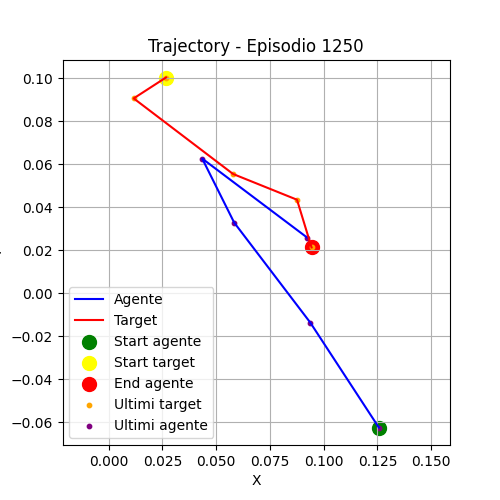 Trajectory - Episodio 1250
0.10
0.08
0.06
0.04
0.02
0.00
−0.02
−0.04
−0.06
Agente
Target
Start agente
Start target
End agente
Ultimi target
Ultimi agente
0.000 0.025 0.050 0.075 0.100 0.125 0.150
X